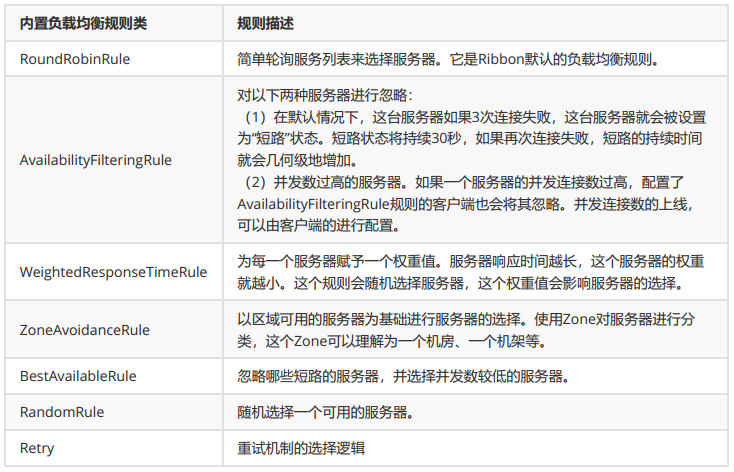 内置负载均衡规则类 规则描述
RoundRobinRule 简单轮询服务列表来选择服务器。它是Ribbon默认的负载均衡规则。
AvailabilityFilteringRule
对以下两种服务器进行忽略：
（1）在默认情况下，这台服务器如果3次连接失败，这台服务器就会被设置
为“短路”状态。短路状态将持续30秒，如果再次连接失败，短路的持续时间
就会几何级地增加。
（2）并发数过高的服务器。如果一个服务器的并发连接数过高，配置了
AvailabilityFilteringRule规则的客户端也会将其忽略。并发连接数的上线，
可以由客户端的进行配置。
WeightedResponseTimeRule
为每一个服务器赋予一个权重值。服务器响应时间越长，这个服务器的权重
就越小。这个规则会随机选择服务器，这个权重值会影响服务器的选择。
ZoneAvoidanceRule
以区域可用的服务器为基础进行服务器的选择。使用Zone对服务器进行分
类，这个Zone可以理解为一个机房、一个机架等。
BestAvailableRule 忽略哪些短路的服务器，并选择并发数较低的服务器。
RandomRule 随机选择一个可用的服务器。
Retry 重试机制的选择逻辑